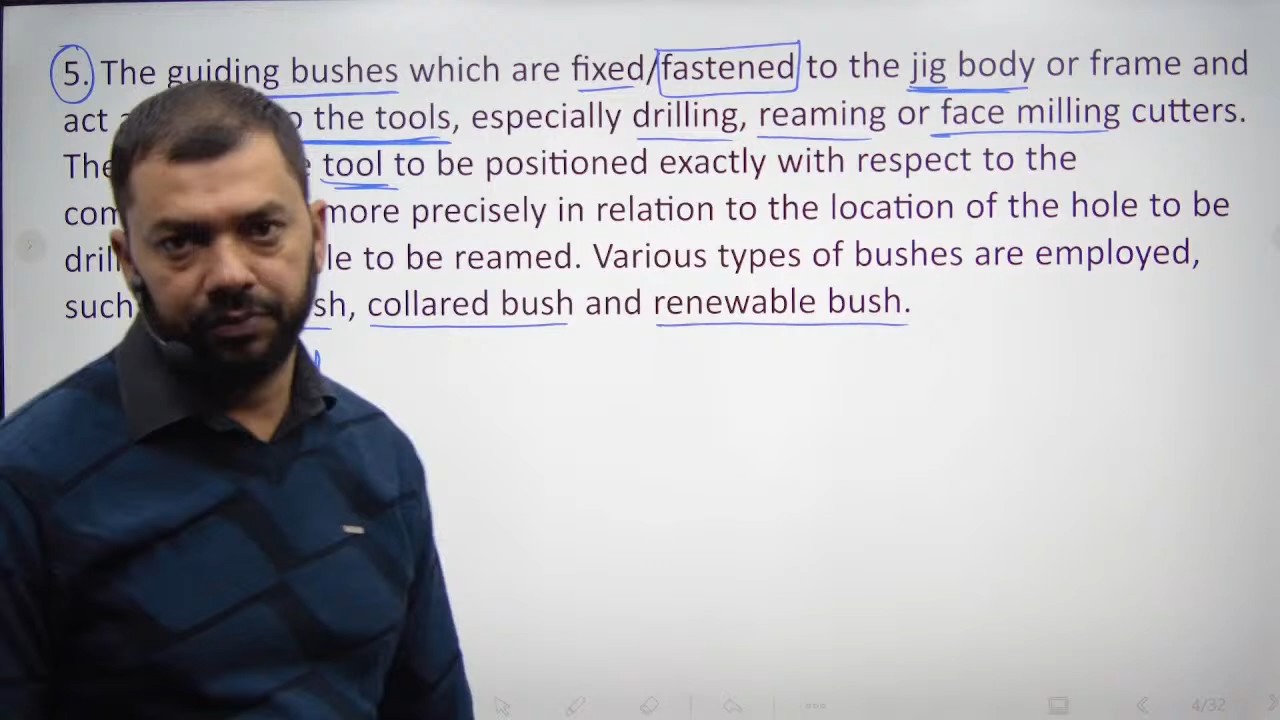 5. The guiding bushes which are fixed/fastened to the jig body or frame and
act the tools, especially drilling, reaming or face milling cutters.
tool to be positioned exactly with respect to the
more precisely in relation to the location of the hole to be
to be reamed. Various types of bushes are employed,
such collared bush and renewable bush.
4/32